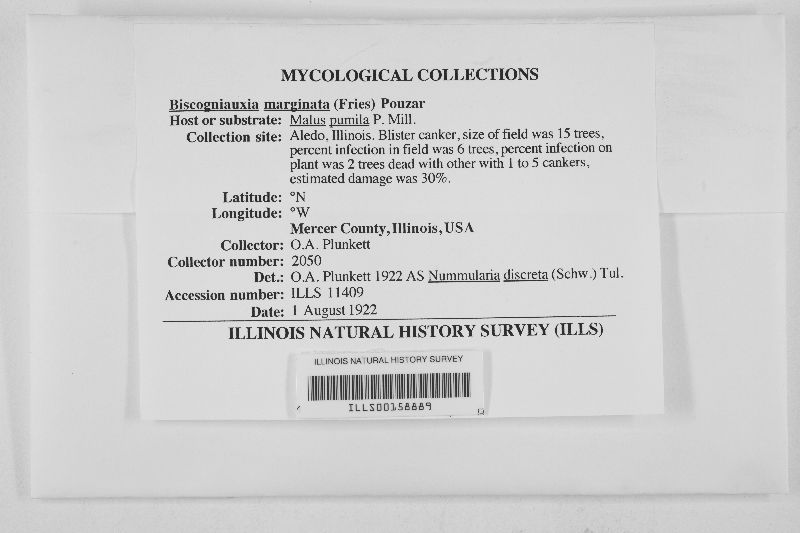 MYCOLOGICAL COLLECTIONS
Biscogniauxia marginata (Fries) Pouzar
Host or substrate: Malus pumila P. Mill.
Collection site: Aledo, Illinois. Blister canker, size of field was 15 trees,
percent infection in field was 6 trees, percent infection on
plant was 2 trees dead with other with 1 to 5 cankers,
estimated damage was 30%.
Latitude: °N
Longitude: °W
Mercer County, Illinois, USA
Collector: O.A. Plunkett
Collector number: 2050
Det.: O.A. Plunkett 1922 AS Nummularia discreta (Schw.) Tul.
Accession number: ILLS 11409
Date: 1 August 1922
ILLINOIS NATURAL HISTORY SURVEY (ILLS)
ILLINOIS NATURAL HISTORY SURVEY
ILLS00158889